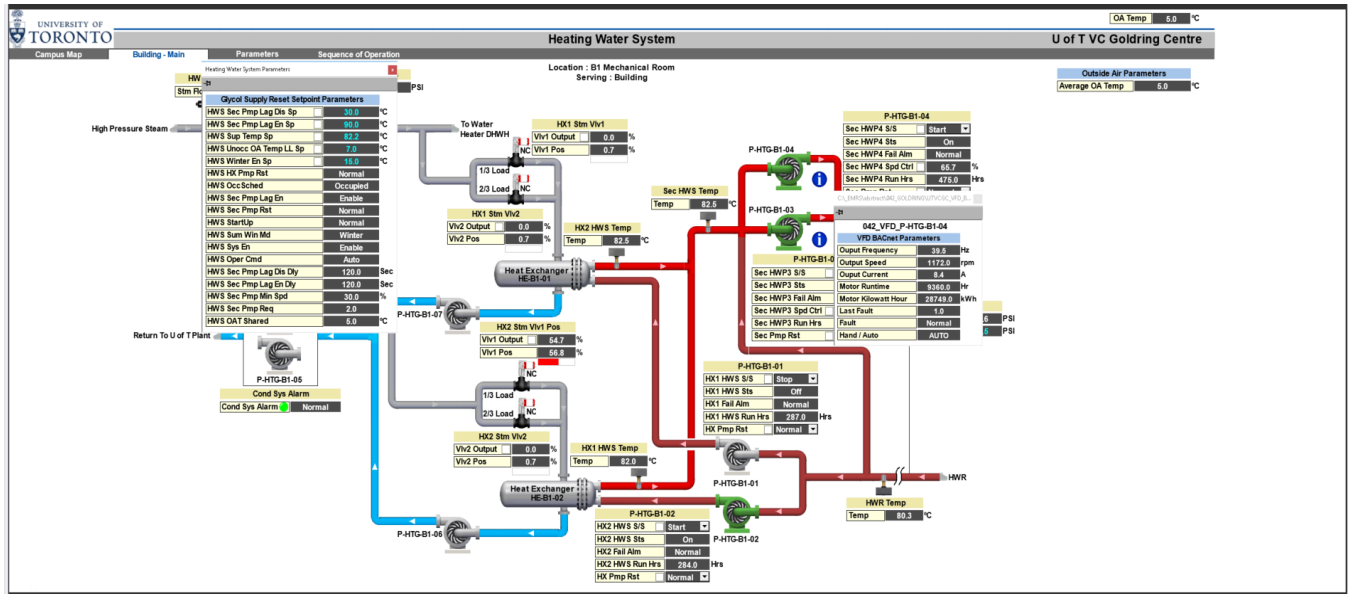 UNIVERSITY OF
TORONTO
OA Temp 5.0 °C
Heating Water System
U of T VC Goldring Centre
Campus Map
Building - Main
Parameters
Sequence of Operation
Location : B1 Mechanical Room
Serving : Building
Outside Air Parameters
Average OA Temp 5.0 °C
HW
Stm Flo
PSI
Heating Water System Parameters
x
Glycol Supply Reset Setpoint Parameters
HWS Sec Pmp Lag Dis Sp 30.0 °C
HWS Sec Pmp Lag En Sp 90.0 °C
HWS Sup Temp Sp 82.2 °C
HWS Unocc OA Temp LL Sp 7.0 °C
HWS Winter En Sp 15.0 °C
HWS HX Pmp Rst Normal
HWS OccSched Occupied
HWS Sec Pmp Lag En Enable
HWS Sec Pmp Rst Normal
HWS StartUp Normal
HWS Sum Win Md Winter
HWS Sys En Enable
HWS Oper Cmd Auto
HWS Sec Pmp Lag Dis Dly 120.0 Sec
HWS Sec Pmp Lag En Dly 120.0 Sec
HWS Sec Pmp Min Spd 30.0 %
HWS Sec Pmp Req 2.0
HWS OAT Shared 5.0 °C
High Pressure Steam
To Water
Heater DHWH
HX1 Stm Vlv1
Vlv1 Output 0.0 %
Vlv1 Pos 0.7 %
NC
1/3 Load
NC
2/3 Load
HX1 Stm Vlv2
Vlv2 Output 0.0 %
Vlv2 Pos 0.7 %
HX2 HWS Temp
Temp 82.5 °C
Sec HWS Temp
Temp 82.5 °C
Heat Exchanger
HE-B1-01
P-HTG-B1-07
P-HTG-B1-04
P-HTG-B1-04
Sec HWP4 S/S Start
Sec HWP4 Sts On
Sec HWP4 Fail Alm Normal
Sec HWP4 Spd Ctrl 65.7 %
Sec HWP4 Run Hrs 475.0 Hrs
P-HTG-B1-03
P-HTG-B1-0
Sec HWP3 S/S
Sec HWP3 Sts
Sec HWP3 Fail Alm
Sec HWP3 Spd Ctrl
Sec HWP3 Run Hrs
Sec Pmp Rst
042_VFD_P-HTG-B1-04
VFD BACnet Parameters
Ouput Frequency 39.5 Hz
Output Speed 1172.0 rpm
Ouput Current 8.4 A
Motor Runtime 9360.0 Hr
Motor Kilowatt Hour 28749.0 kWh
Last Fault 1.0
Fault Normal
Hand / Auto AUTO
.6 PSI
.5 PSI
Return To U of T Plant
P-HTG-B1-05
Cond Sys Alarm
Cond Sys Alarm Normal
HX2 Stm Vlv1 Pos
Vlv1 Output 54.7 %
Vlv1 Pos 56.8 %
NC
1/3 Load
NC
2/3 Load
HX2 Stm Vlv2
Vlv2 Output 0.0 %
Vlv2 Pos 0.7 %
HX1 HWS Temp
Temp 82.0 °C
Heat Exchanger
HE-B1-02
P-HTG-B1-06
P-HTG-B1-01
HX1 HWS S/S Stop
HX1 HWS Sts Off
HX1 Fail Alm Normal
HX1 HWS Run Hrs 287.0 Hrs
HX Pmp Rst Normal
P-HTG-B1-01
HWR
HWR Temp
Temp 80.3 °C
P-HTG-B1-02
HX2 HWS S/S Start
HX2 HWS Sts On
HX2 Fail Alm Normal
HX2 HWS Run Hrs 284.0 Hrs
HX Pmp Rst Normal
P-HTG-B1-02